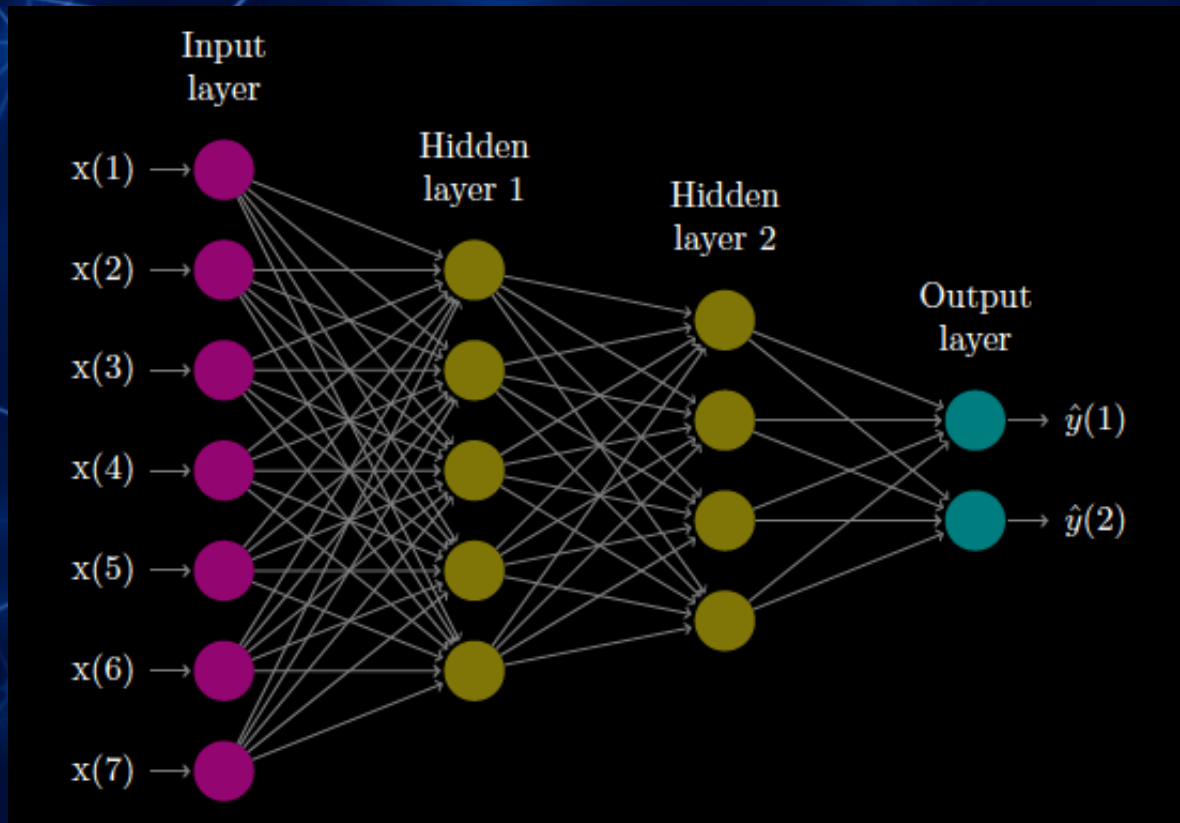 Input
layer
Hidden
layer 1
Hidden
layer 2
Output
layer
x(1)
x(2)
x(3)
x(4)
x(5)
x(6)
x(7)
ŷ(1)
ŷ(2)